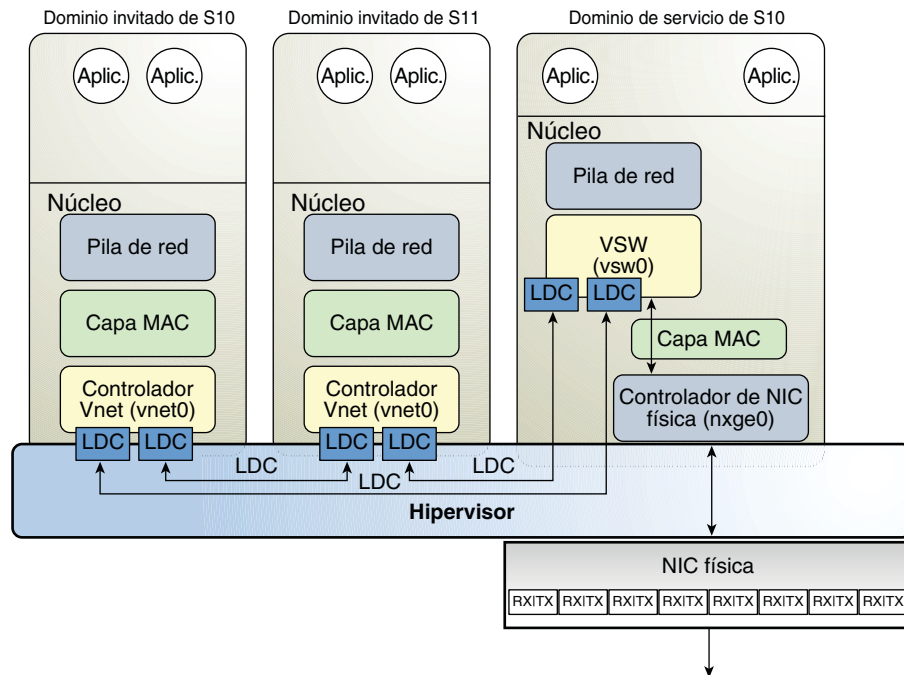 Dominio invitado de S10
Aplic.
Aplic.
Núcleo
Pila de red
Capa MAC
Controlador
Vnet (vnet0)
LDC
LDC
Dominio invitado de S11
Aplic.
Aplic.
Núcleo
Pila de red
Capa MAC
Controlador
Vnet (vnet0)
LDC
LDC
Dominio de servicio de S10
Aplic.
Aplic.
Núcleo
Pila de red
VSW
(vsw0)
LDC
LDC
Capa MAC
Controlador de NIC
física (nxge0)
LDC
LDC
LDC
Hipervisor
NIC física
RX|TX
RX|TX
RX|TX
RX|TX
RX|TX
RX|TX
RX|TX
RX|TX